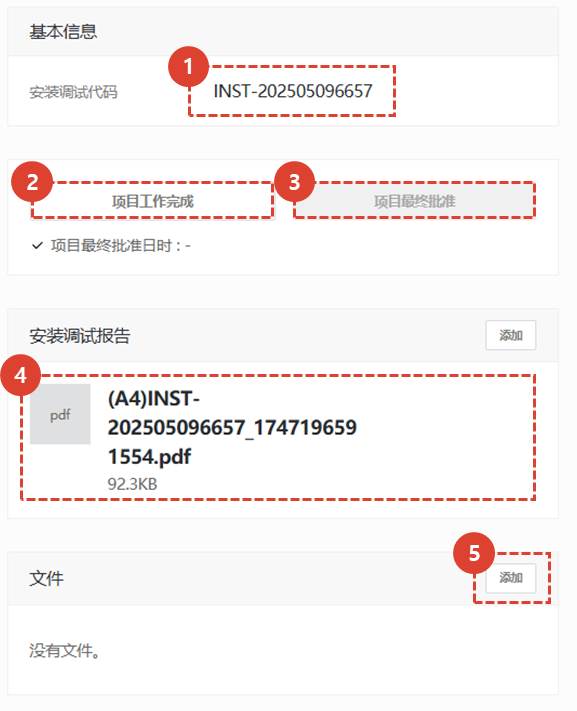 基本信息
1
安装调试代码 INST-202505096657
2 3
项目工作完成 项目最终批准
项目最终批准日时 : -
安装调试报告 添加
4
pdf
(A4)INST-
202505096657_174719659
1554.pdf
92.3KB
5
文件 添加
没有文件。